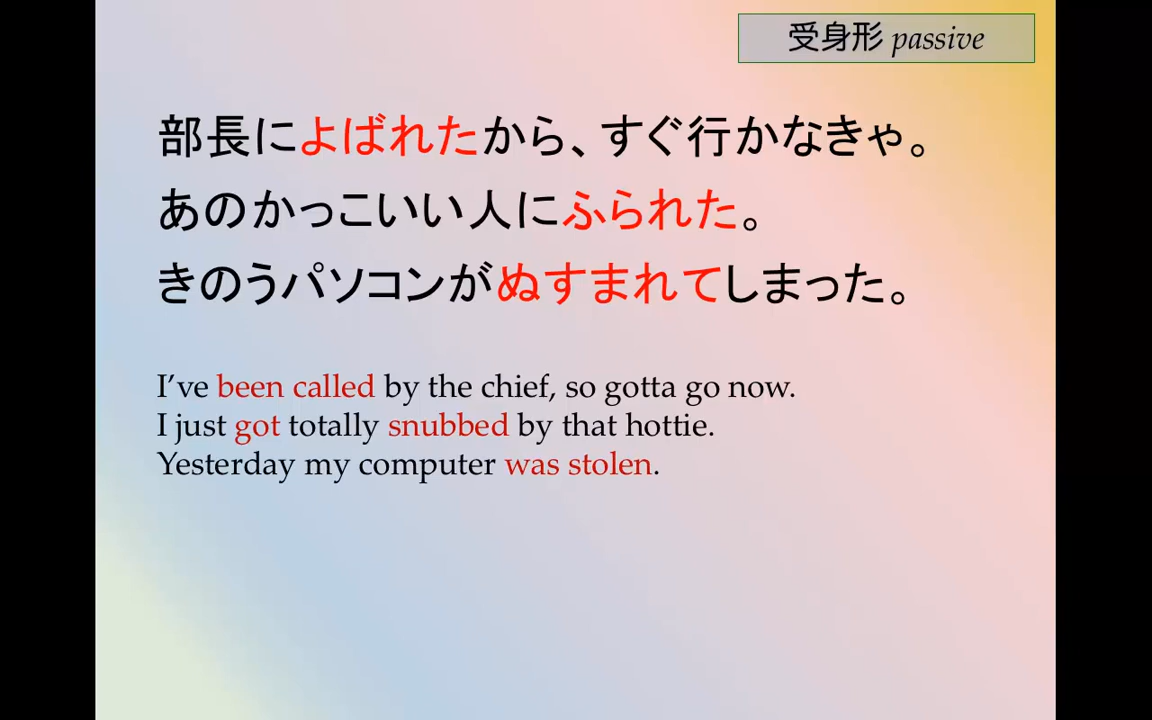 受身形 passive
部長によばれたから、すぐ行かなきゃ。
あのかっこいい人にふられた。
きのうパソコンがぬすまれてしまった。
I’ve been called by the chief, so gotta go now.
I just got totally snubbed by that hottie.
Yesterday my computer was stolen.